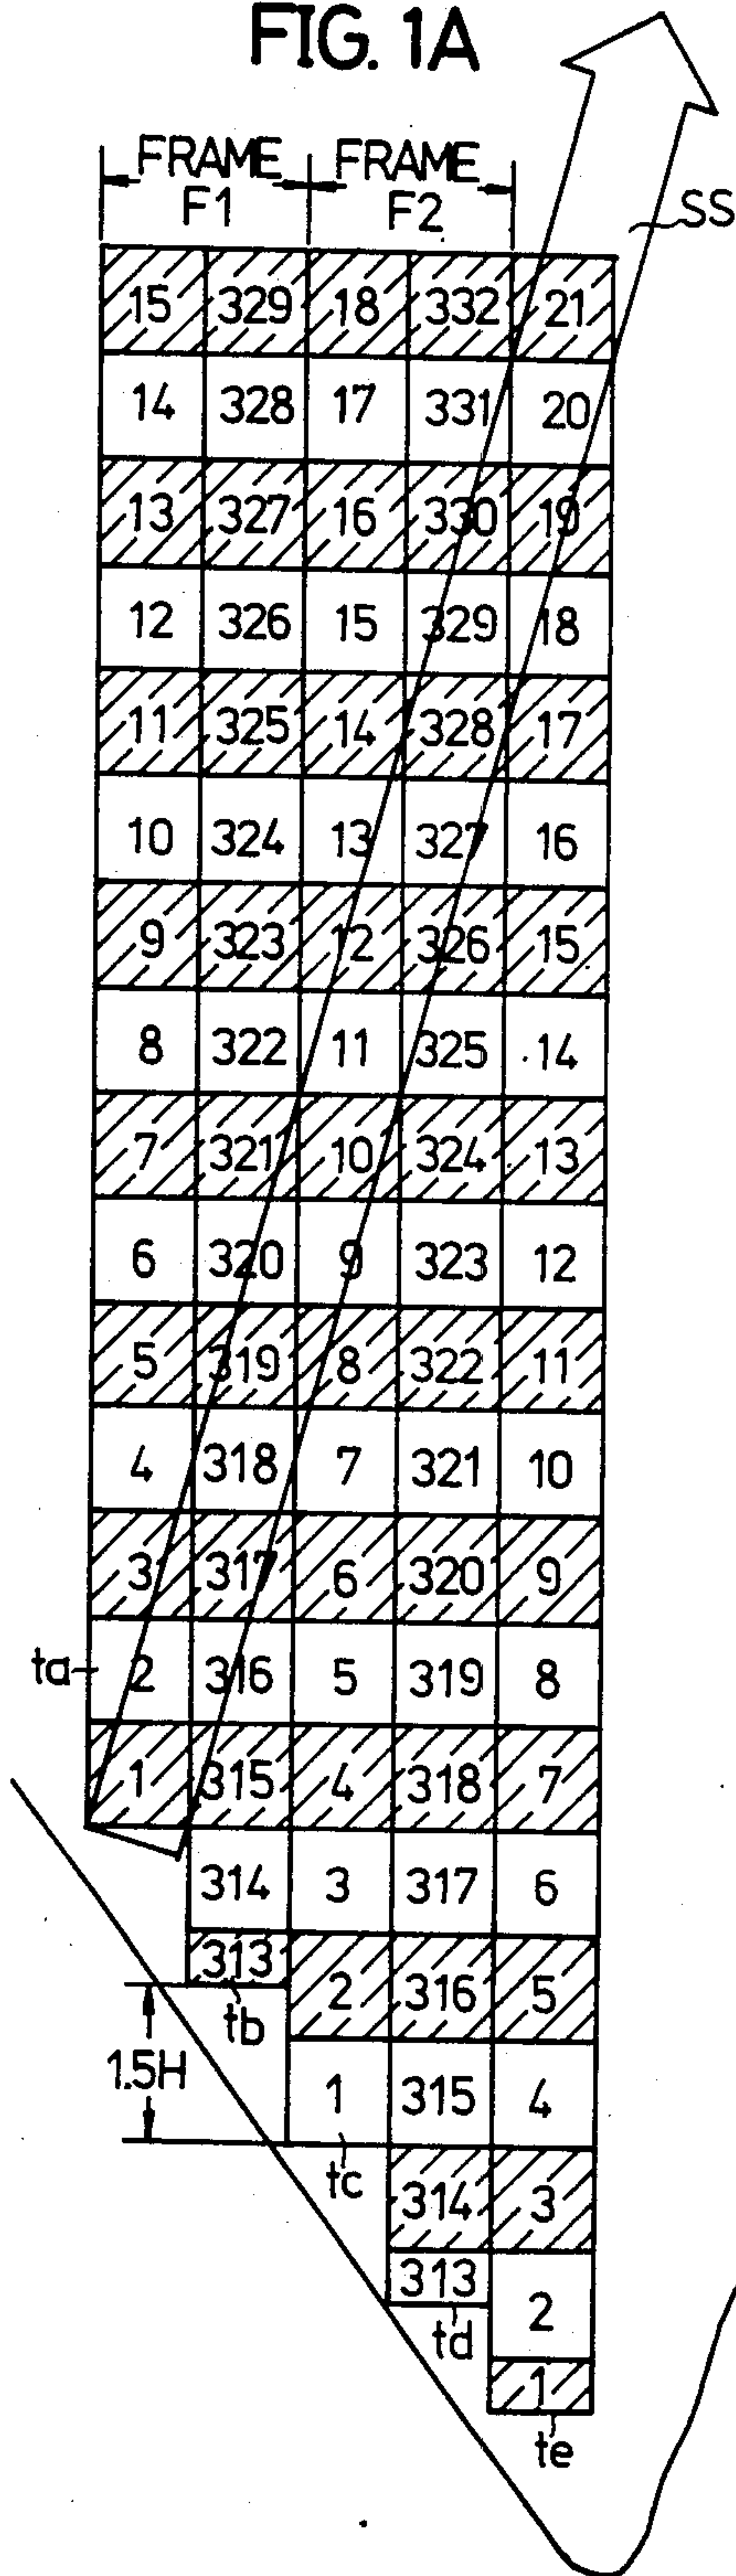 FIG. 1A
FRAME FRAME
F1 F2
SS
15 329 18 332 21
14 328 17 331 20
13 327 16 330 19
12 326 15 329 18
11 325 14 328 17
10 324 13 327 16
9 323 12 326 15
8 322 11 325 14
7 321 10 324 13
6 320 9 323 12
5 319 8 322 11
4 318 7 321 10
3 317 6 320 9
ta 2 316 5 319 8
1 315 4 318 7
314 3 317 6
313 2 316 5
tb
1.5H 1 315 4
tc 314 3
313 2
td 1
te